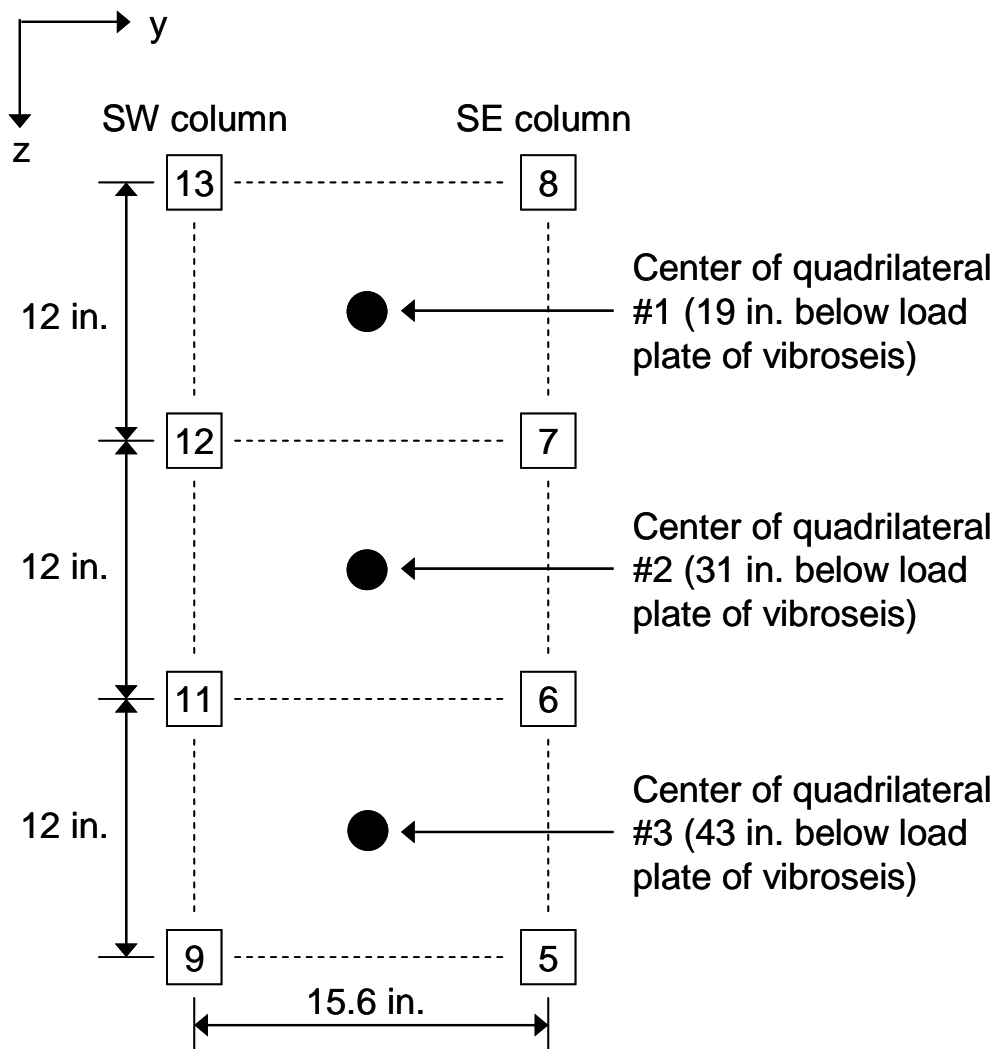 y
z
SW column
SE column
13
8
12 in.
Center of quadrilateral
#1 (19 in. below load
plate of vibroseis)
12
7
12 in.
Center of quadrilateral
#2 (31 in. below load
plate of vibroseis)
11
6
12 in.
Center of quadrilateral
#3 (43 in. below load
plate of vibroseis)
9
5
15.6 in.